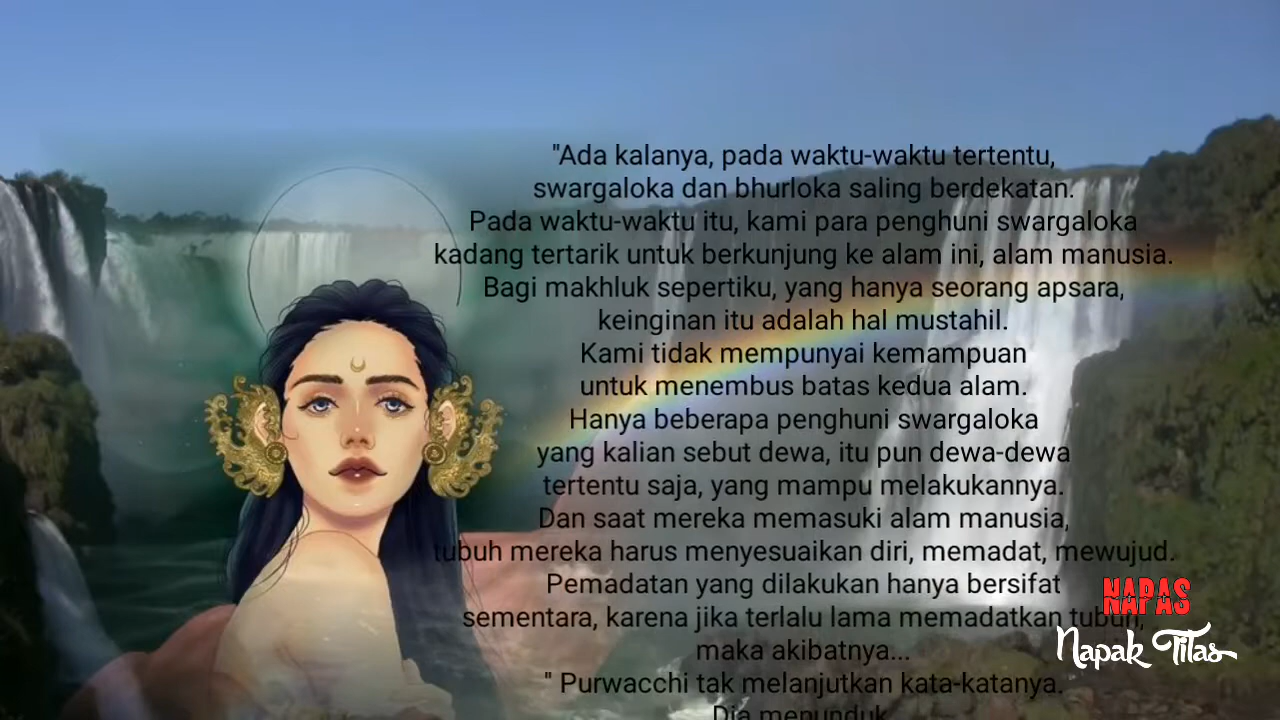 "Ada kalanya, pada waktu-waktu tertentu,
swargaloka dan bhurloka saling berdekatan.
Pada waktu-waktu itu, kami para penghuni swargaloka
kadang tertarik untuk berkunjung ke alam ini, alam manusia.
Bagi makhluk sepertiku, yang hanya seorang apsara,
keinginan itu adalah hal mustahil.
Kami tidak mempunyai kemampuan
untuk menembus batas kedua alam.
Hanya beberapa penghuni swargaloka
yang kalian sebut dewa, itu pun dewa-dewa
tertentu saja, yang mampu melakukannya.
Dan saat mereka memasuki alam manusia,
tubuh mereka harus menyesuaikan diri, memadat, mewujud.
Pemadatan yang dilakukan hanya bersifat
sementara, karena jika terlalu lama memadatkan tubuh,
maka akibatnya...
" Purwacchi tak melanjutkan kata-katanya.
Dia menunduk
NAPAS
Napak Tilas